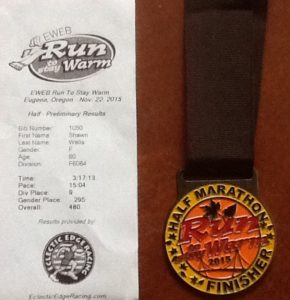 EWEB
Run
to
stay Warm
EWEB Run To Stay Warm
Eugene, Oregon - Nov. 22, 2015
Half - Preliminary Results
Bib Number: 1050
First Name: Shawn
Last Name:
Gender: F
Age: 60
Division: F6064
Time: 3:17:13
Pace: 15:04
Div Place: 9
Gender Place: 295
Overall: 480
Results provided by:
ECLECTIC EDGE RACING
EclecticEdgeRacing.com
HALF MARATHON
Run
to stay Warm
2015
FINISHER